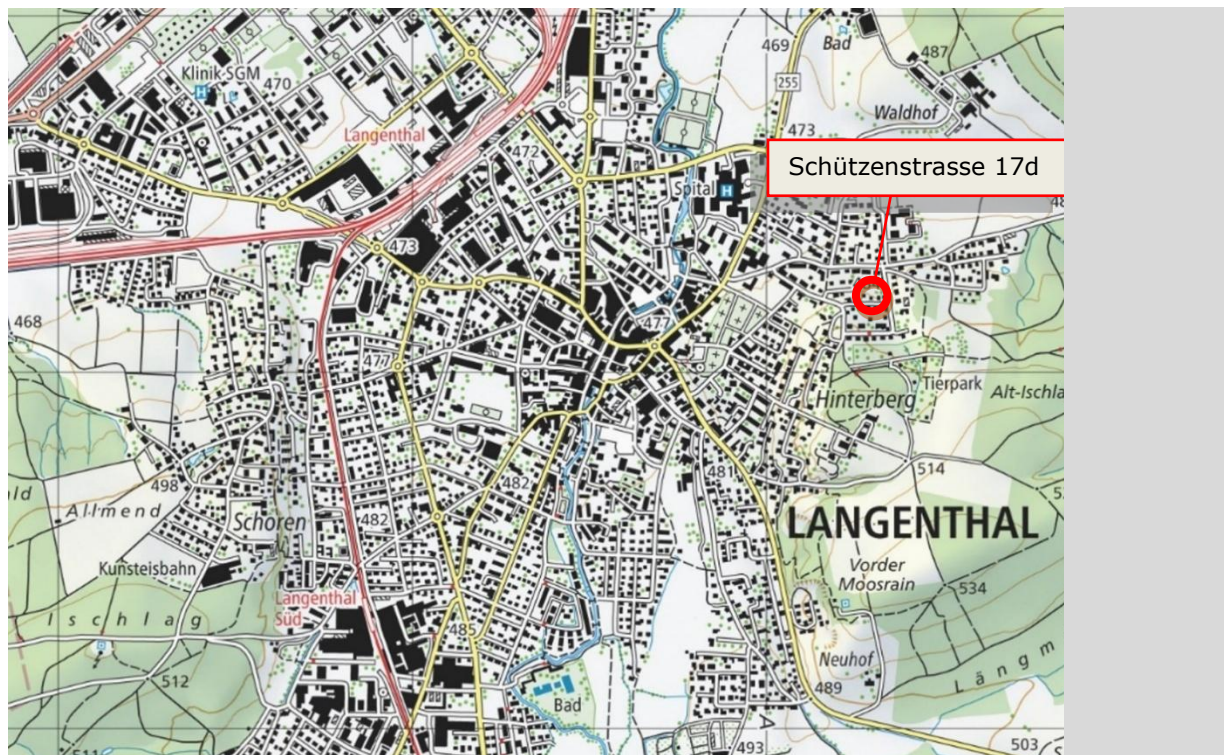 469
Bad
487
Klinik SGM
470
255
Waldhof
Langenthal
473
472
Schützenstrasse 17d
Spital
H
473
477
468
477
Tierpark
Hinterberg
Alt-Ischla
514
481
498
482
Allmend
Schoren
482
LANGENTHAL
Kunsteisbahn
Vorder
Moosrain
534
Langenthal
Süd
Ischlag
485
Neuhof
Längm
512
489
Bad
493
503
511